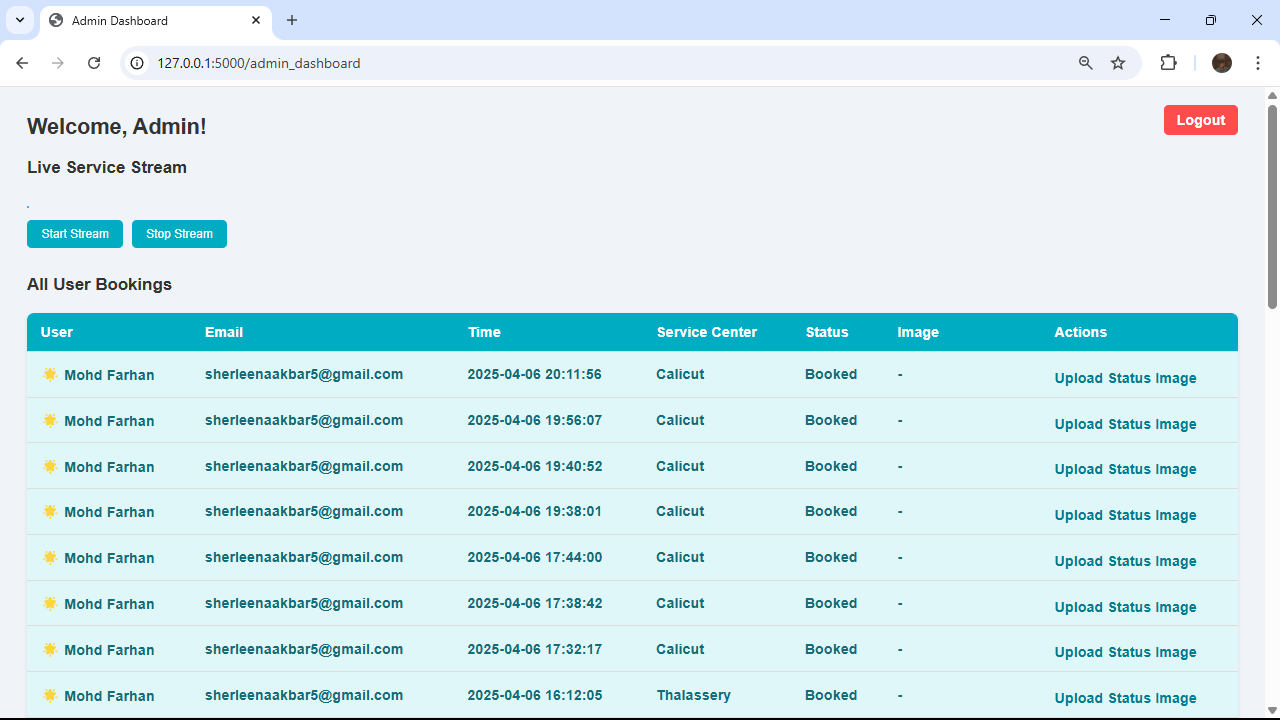 Admin Dashboard
127.0.0.1:5000/admin_dashboard
Welcome, Admin!
Logout
Live Service Stream
Start Stream Stop Stream
All User Bookings
User Email Time Service Center Status Image Actions
Mohd Farhan sherleenaakbar5@gmail.com 2025-04-06 20:11:56 Calicut Booked - Upload Status Image
Mohd Farhan sherleenaakbar5@gmail.com 2025-04-06 19:56:07 Calicut Booked - Upload Status Image
Mohd Farhan sherleenaakbar5@gmail.com 2025-04-06 19:40:52 Calicut Booked - Upload Status Image
Mohd Farhan sherleenaakbar5@gmail.com 2025-04-06 19:38:01 Calicut Booked - Upload Status Image
Mohd Farhan sherleenaakbar5@gmail.com 2025-04-06 17:44:00 Calicut Booked - Upload Status Image
Mohd Farhan sherleenaakbar5@gmail.com 2025-04-06 17:38:42 Calicut Booked - Upload Status Image
Mohd Farhan sherleenaakbar5@gmail.com 2025-04-06 17:32:17 Calicut Booked - Upload Status Image
Mohd Farhan sherleenaakbar5@gmail.com 2025-04-06 16:12:05 Thalassery Booked - Upload Status Image